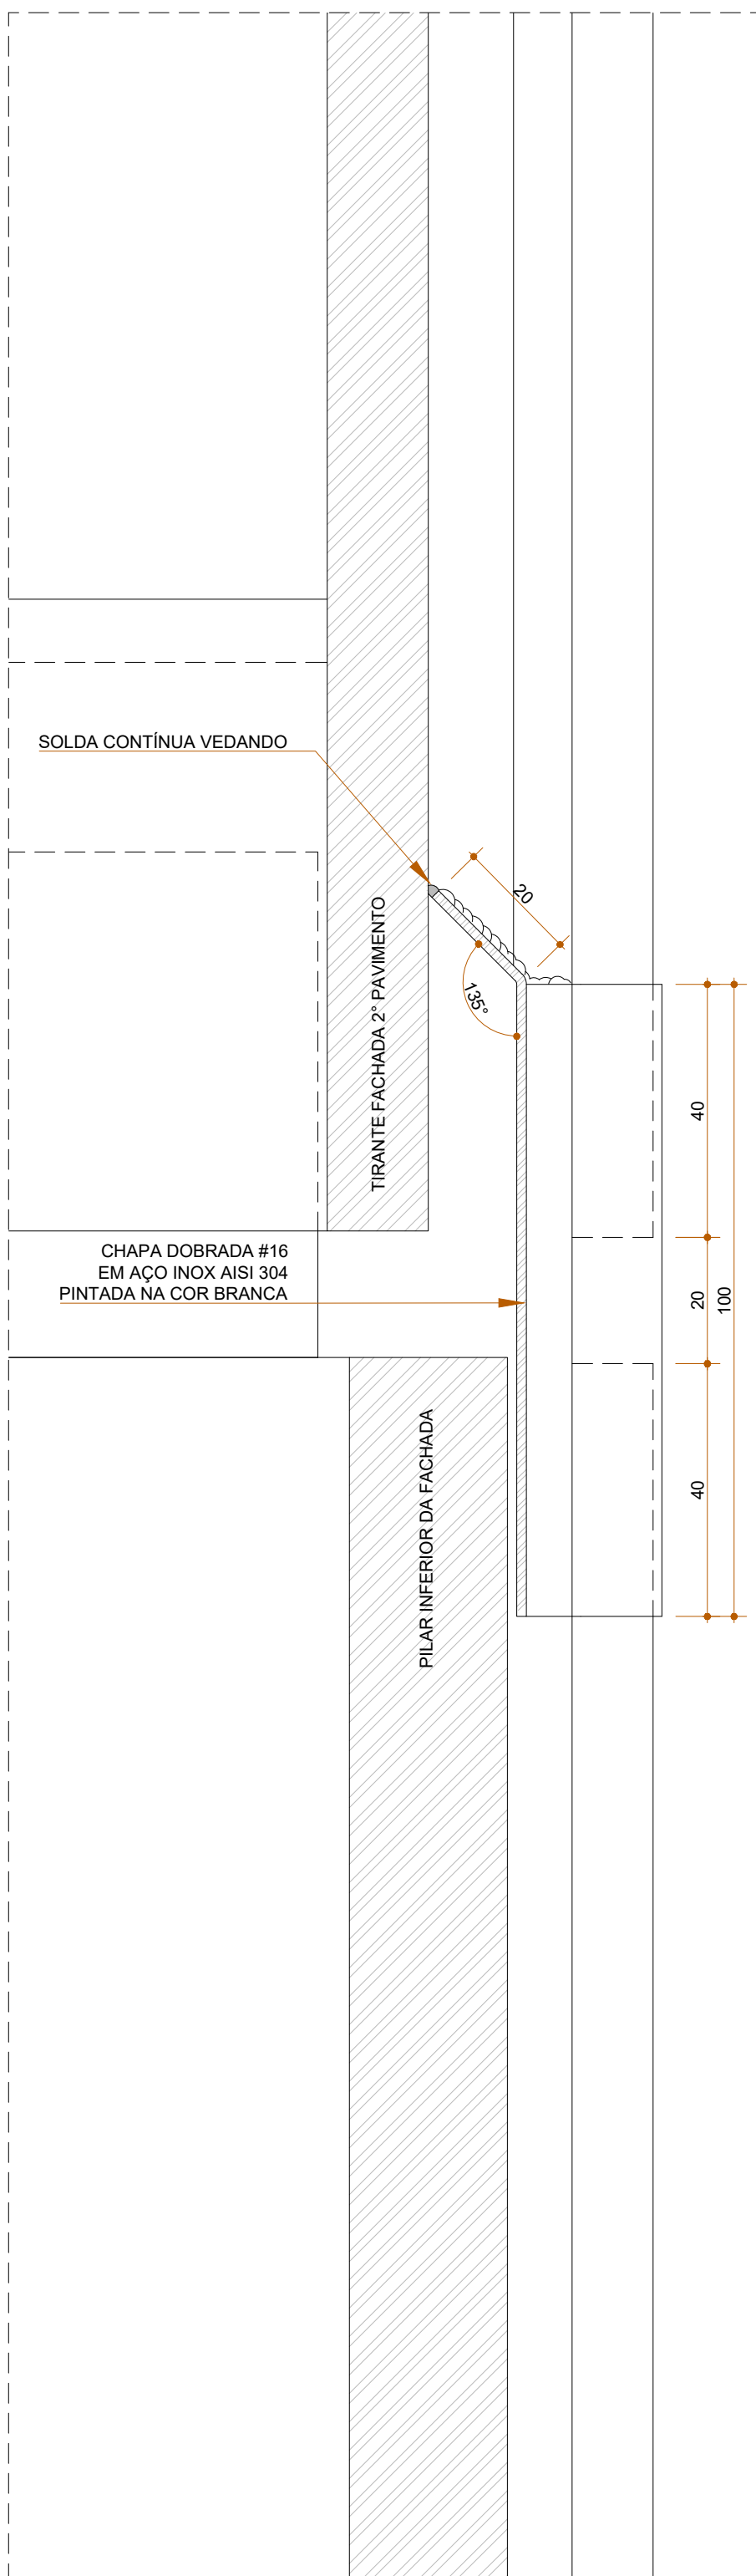 SOLDA CONTÍNUA VEDANDO
20
135°
TIRANTE FACHADA 2° PAVIMENTO
40
CHAPA DOBRADA #16
EM AÇO INOX AISI 304
PINTADA NA COR BRANCA
20
100
PILAR INFERIOR DA FACHADA
40